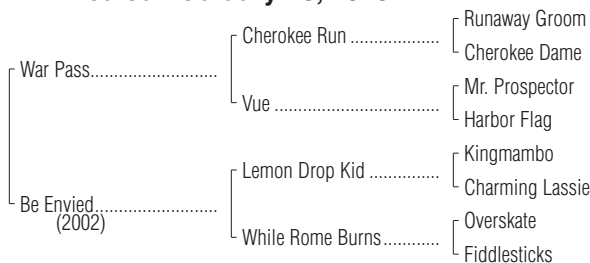 Runaway Groom
Cherokee Run ....................
Cherokee Dame
War Pass............................
Mr. Prospector
Vue .....................................
Harbor Flag
Kingmambo
Lemon Drop Kid ................
Charming Lassie
Be Envied...........................
(2002)
Overskate
While Rome Burns............
Fiddlesticks